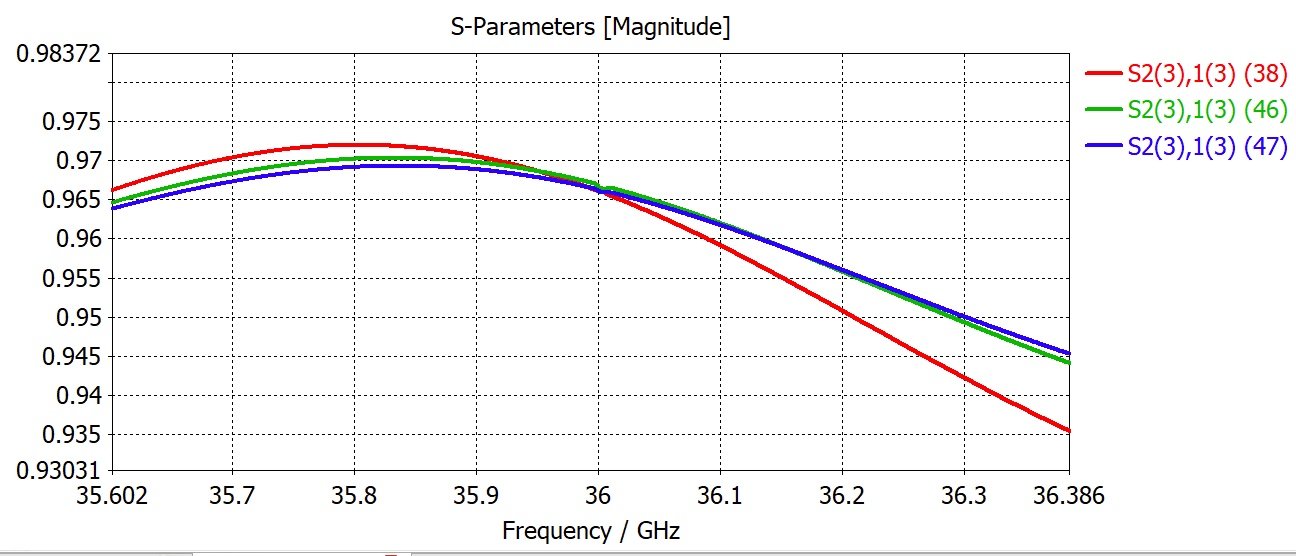 S-Parameters [Magnitude]
0.98372
0.975
0.97
0.965
0.96
0.955
0.95
0.945
0.94
0.935
0.93031
35.602 35.7 35.8 35.9 36 36.1 36.2 36.3 36.386
Frequency / GHz
S2(3),1(3) (38)
S2(3),1(3) (46)
S2(3),1(3) (47)